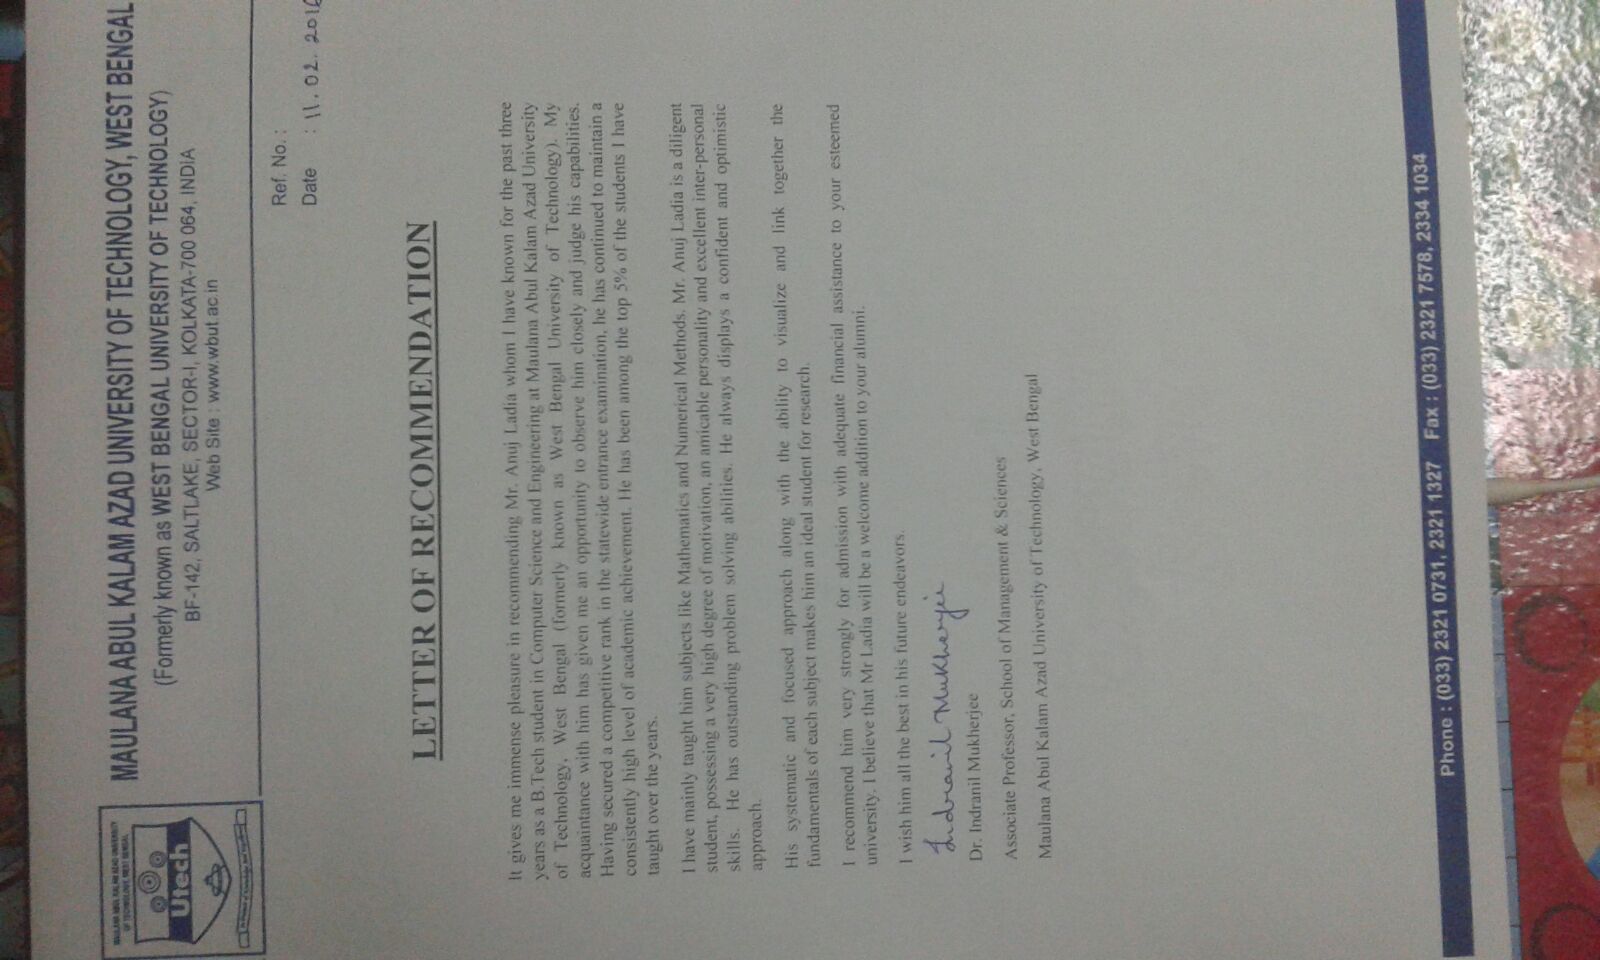 MAULANA ABUL KALAM AZAD UNIVERSITY
OF TECHNOLOGY, WEST BENGAL
Utech
MAULANA ABUL KALAM AZAD UNIVERSITY OF TECHNOLOGY, WEST BENGAL
(Formerly known as WEST BENGAL UNIVERSITY OF TECHNOLOGY)
BF-142, SALTLAKE, SECTOR-I, KOLKATA-700 064, INDIA
Web Site : www.wbut.ac.in
Ref. No. :
Date : 11.02.2016
LETTER OF RECOMMENDATION
It gives me immense pleasure in recommending Mr. Anuj Ladia whom I have known for the past three
years as a B.Tech student in Computer Science and Engineering at Maulana Abul Kalam Azad University
of Technology, West Bengal (formerly known as West Bengal University of Technology). My
acquaintance with him has given me an opportunity to observe him closely and judge his capabilities.
Having secured a competitive rank in the statewide entrance examination, he has continued to maintain a
consistently high level of academic achievement. He has been among the top 5% of the students I have
taught over the years.
I have mainly taught him subjects like Mathematics and Numerical Methods. Mr. Anuj Ladia is a diligent
student, possessing a very high degree of motivation, an amicable personality and excellent inter-personal
skills. He has outstanding problem solving abilities. He always displays a confident and optimistic
approach.
His systematic and focused approach along with the ability to visualize and link together the
fundamentals of each subject makes him an ideal student for research.
I recommend him very strongly for admission with adequate financial assistance to your esteemed
university. I believe that Mr Ladia will be a welcome addition to your alumni.
I wish him all the best in his future endeavors.
Indranil Mukherjee
Dr. Indranil Mukherjee
Associate Professor, School of Management & Sciences
Maulana Abul Kalam Azad University of Technology, West Bengal
Phone : (033) 2321 0731, 2321 1327 Fax : (033) 2321 7578, 2334 1034